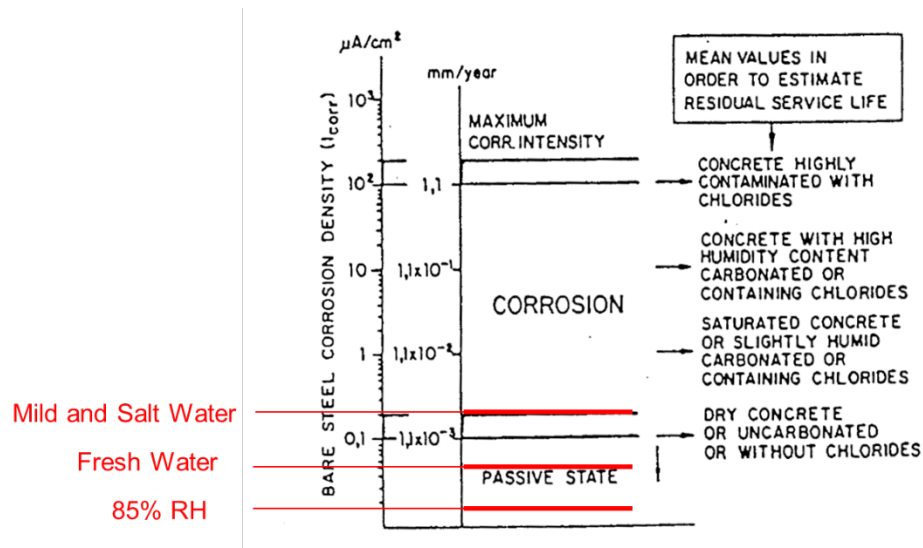 µA/cm²
mm/year
BARE STEEL CORROSION DENSITY (Icorr)
10³
10²
10
1
0,1
1,1
1,1x10⁻¹
1,1x10⁻²
1,1x10⁻³
MAXIMUM
CORR. INTENSITY
CORROSION
PASSIVE STATE
MEAN VALUES IN
ORDER TO ESTIMATE
RESIDUAL SERVICE LIFE
CONCRETE HIGHLY
CONTAMINATED WITH
CHLORIDES
CONCRETE WITH HIGH
HUMIDITY CONTENT
CARBONATED OR
CONTAINING CHLORIDES
SATURATED CONCRETE
OR SLIGHTLY HUMID
CARBONATED OR
CONTAINING CHLORIDES
DRY CONCRETE
OR UNCARBONATED
OR WITHOUT CHLORIDES
Mild and Salt Water
Fresh Water
85% RH